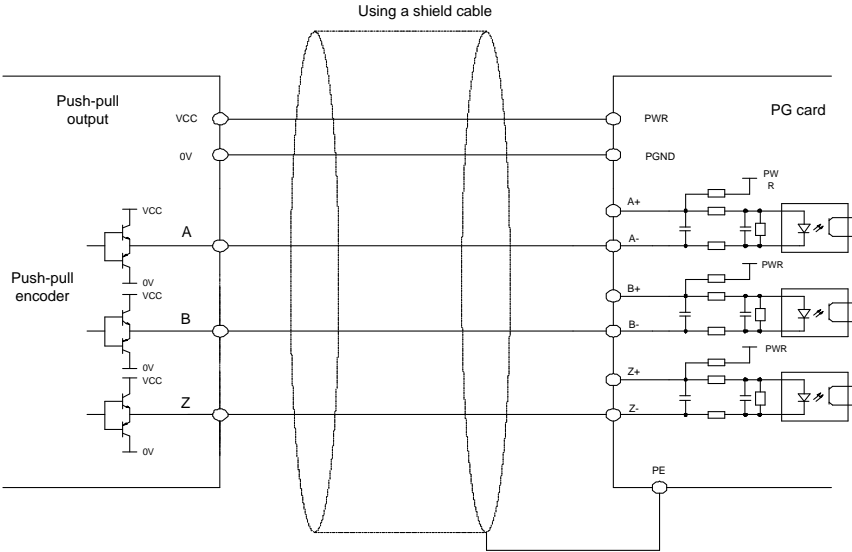 Using a shield cable
Push-pull
output
VCC
PWR
PG card
0V
PGND
PW
R
VCC
A+
A
A-
0V
Push-pull
encoder
VCC
PWR
B+
B
B-
0V
VCC
PWR
Z+
Z
Z-
0V
PE